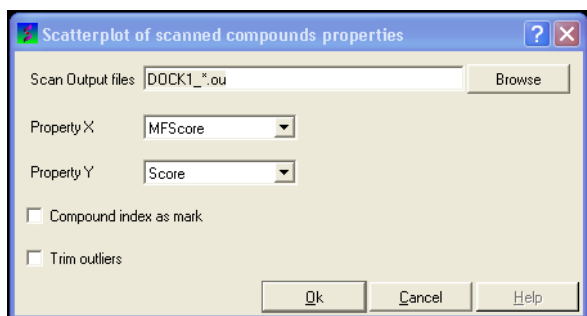 Scatterplot of scanned compounds properties
Scan Output files DOCK1_*.ou Browse
Property X MFScore
Property Y Score
Compound index as mark
Trim outliers
Ok Cancel Help